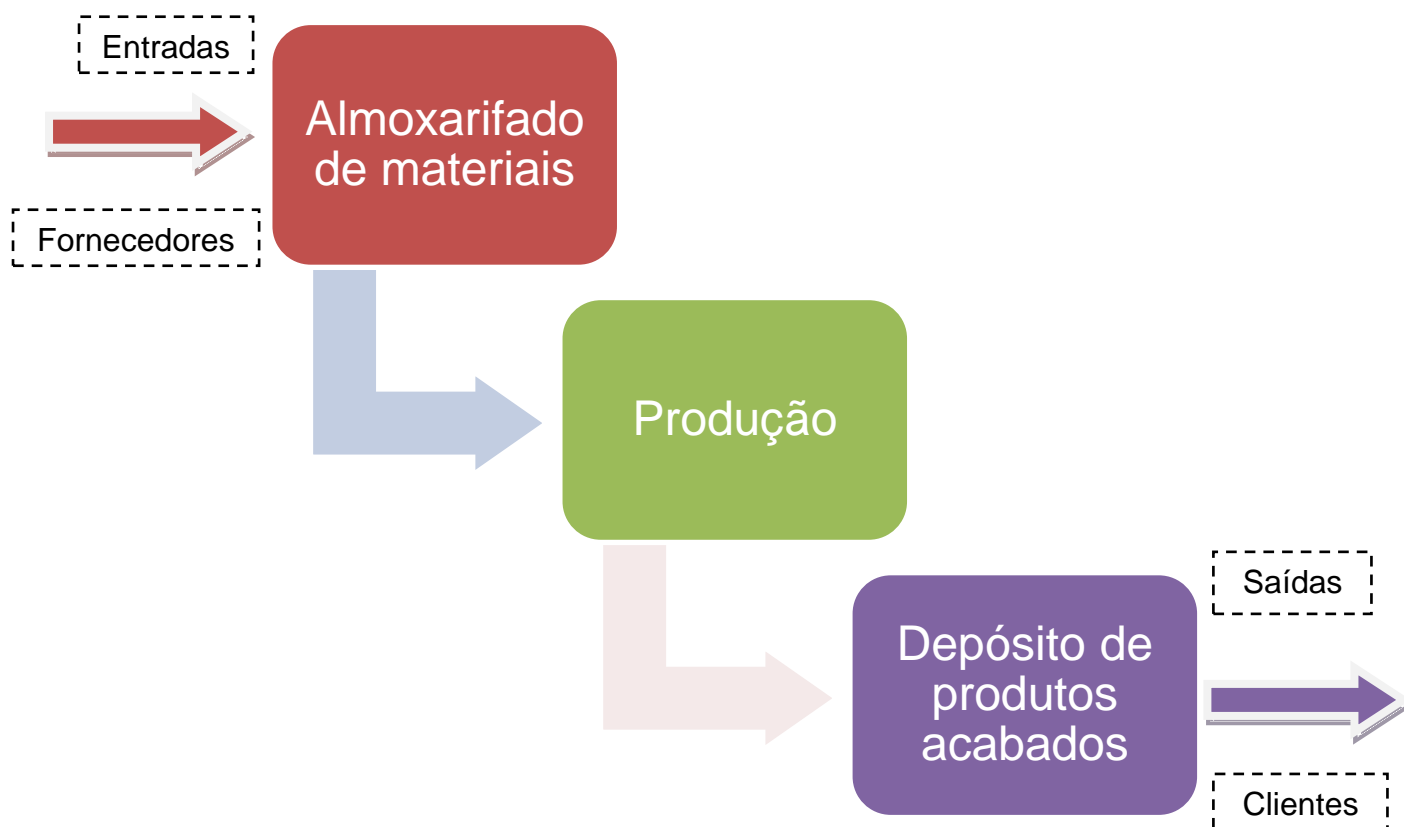 Entradas
Almoxarifado
de materiais
Fornecedores
Produção
Saídas
Depósito de
produtos
acabados
Clientes